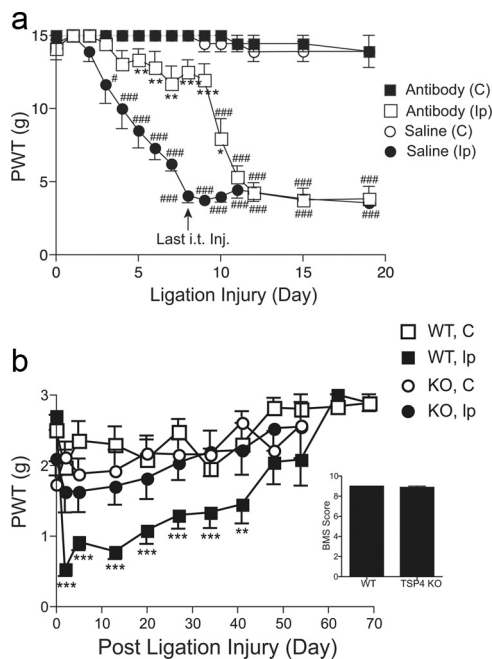 a
15
10
5
0
PWT (g)
0 5 10 15 20
Ligation Injury (Day)
Last i.t. Inj.
# ### ### ### ### ### ### ### ### ### ### ### ### ### ### ### ###
** ** ** *** *** *
Antibody (C)
Antibody (Ip)
Saline (C)
Saline (Ip)
b
WT, C
WT, Ip
KO, C
KO, Ip
3
2
1
0
PWT (g)
*** *** *** *** *** *** **
0 10 20 30 40 50 60 70
Post Ligation Injury (Day)
10
8
6
4
2
0
BMS Score
WT TSP4 KO